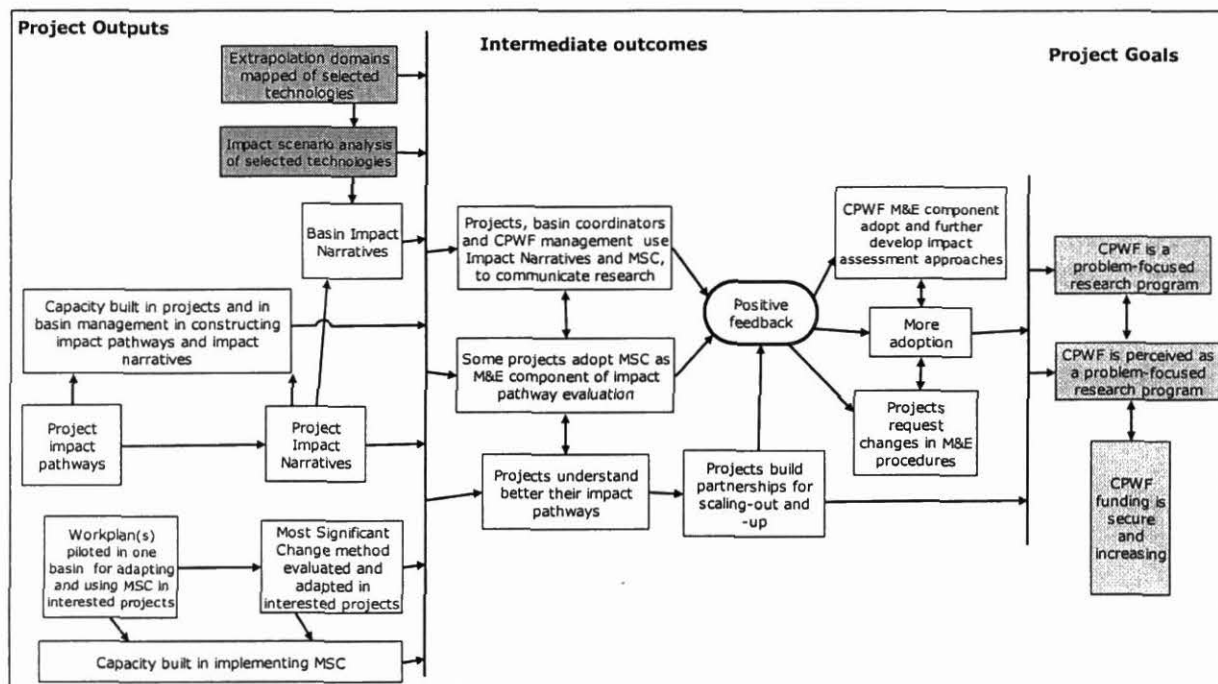 Project Outputs
Extrapolation domains
mapped of selected
technologies
Impact scenario analysis
of selected technologies
Basin Impact
Narratives
Capacity built in projects and in
basin management in constructing
impact pathways and impact
narratives
Project
impact
pathways
Project
Impact
Narratives
Workplan(s)
piloted in one
basin for adapting
and using MSC in
interested projects
Most Significant
Change method
evaluated and
adapted in
interested projects
Capacity built in implementing MSC
Intermediate outcomes
Projects, basin coordinators
and CPWF management use
Impact Narratives and MSC,
to communicate research
Some projects adopt MSC as
M&E component of impact
pathway evaluation
Projects understand
better their impact
pathways
Projects build
partnerships for
scaling-out and
-up
Positive
feedback
CPWF M&E component
adopt and further
develop impact
assessment approaches
More
adoption
Projects
request
changes in M&E
procedures
Project Goals
CPWF is a
problem-focused
research program
CPWF is perceived as
a problem-focused
research program
CPWF
funding is
secure
and
increasing